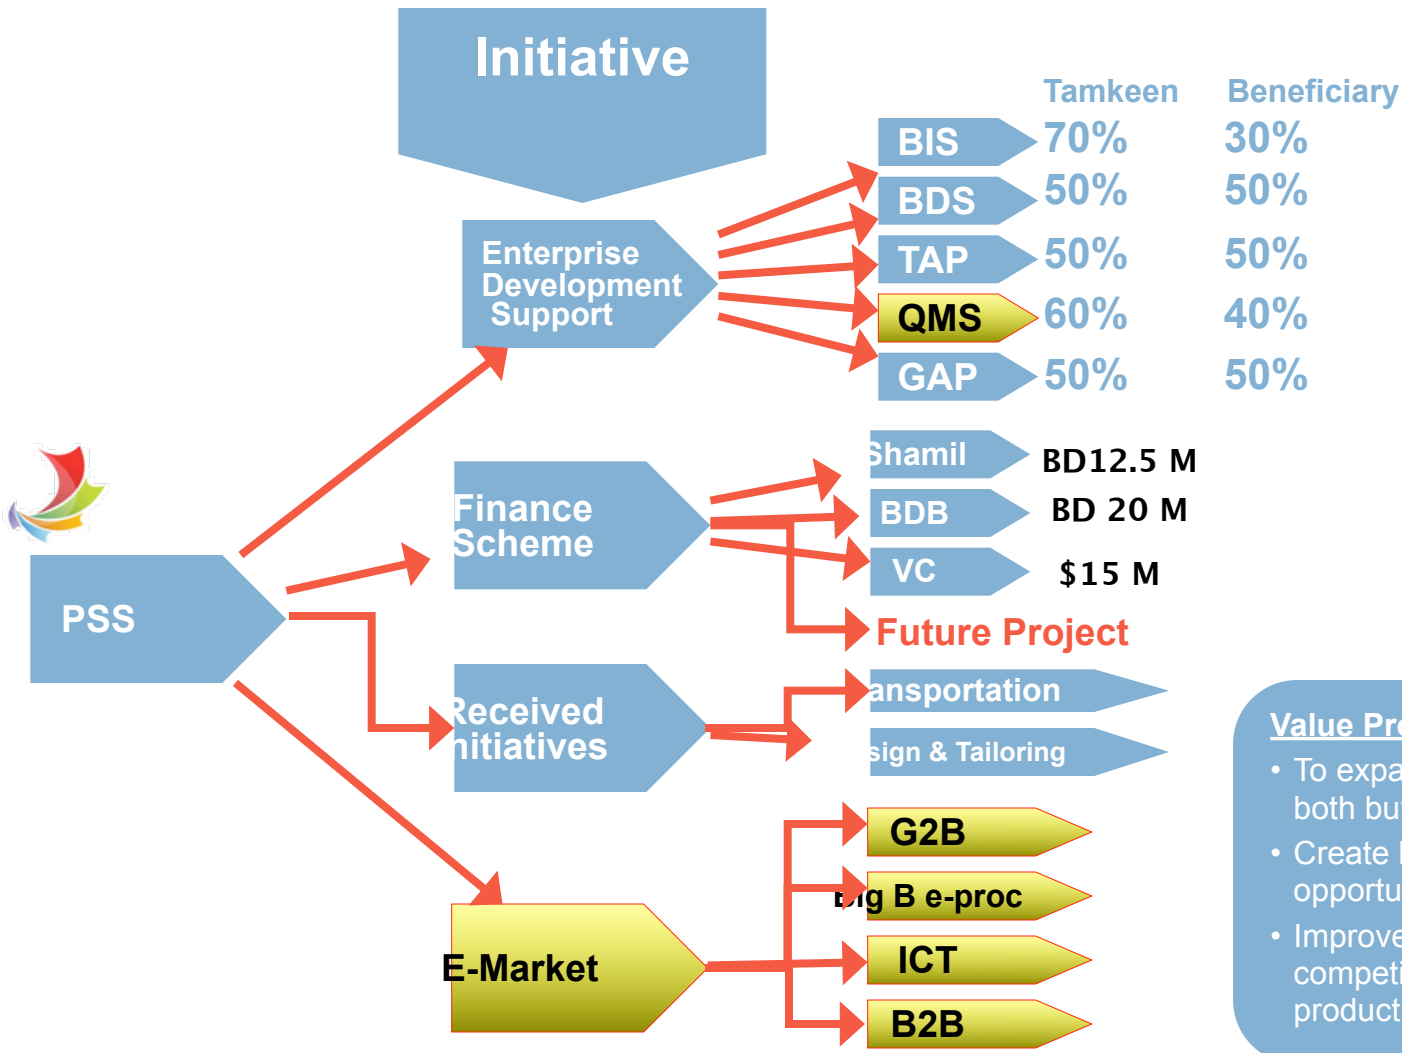 Initiative
Tamkeen Beneficiary
BIS 70% 30%
BDS 50% 50%
TAP 50% 50%
QMS 60% 40%
GAP 50% 50%
Enterprise
Development
Support
Shamil BD12.5 M
BDB BD 20 M
VC $15 M
Future Project
Finance
Scheme
PSS
Received
nitiatives
ansportation
sign & Tailoring
E-Market
G2B
Big B e-proc
ICT
B2B
Value Pr
• To expa
both bu
• Create
opportu
• Improve
competi
product